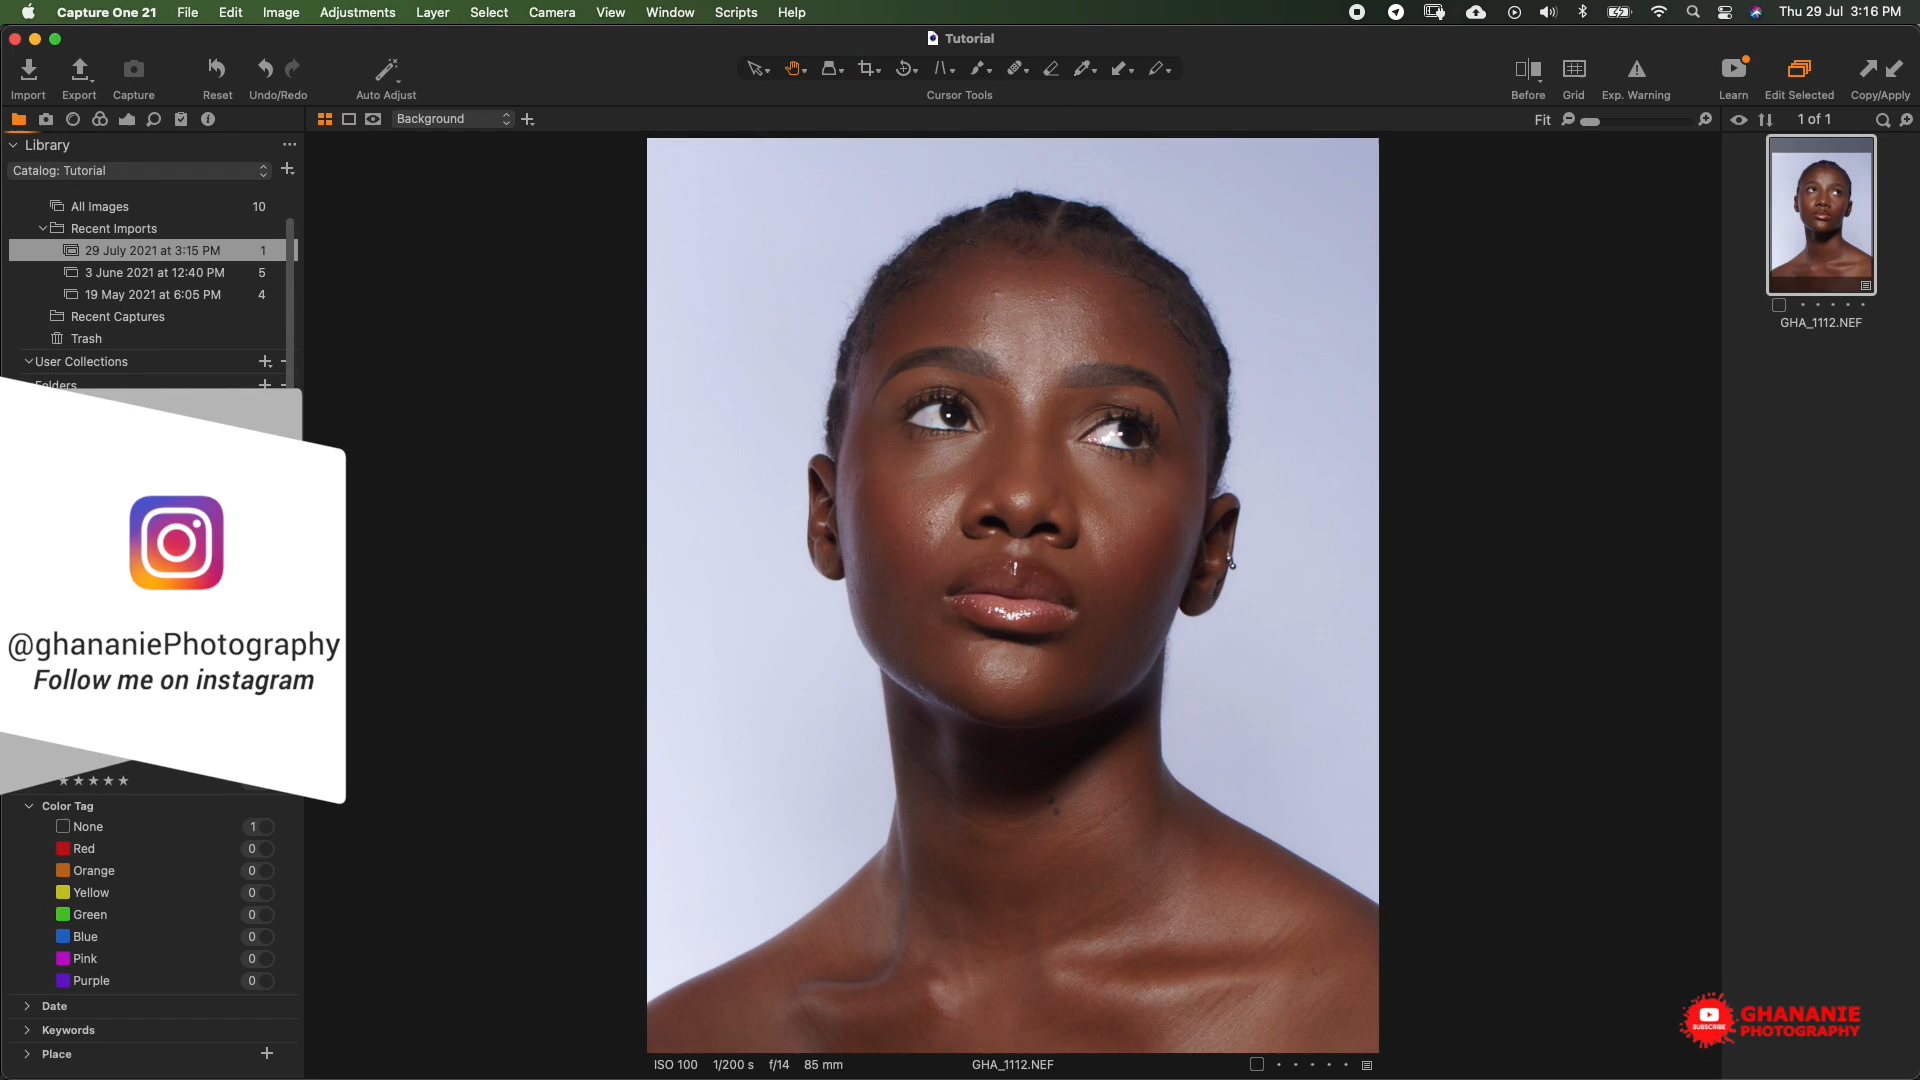 Capture One 21 File Edit Image Adjustments Layer Select Camera View Window Scripts Help Thu 29 Jul 3:16 PM
Tutorial
Import Export Capture Reset Undo/Redo Auto Adjust Cursor Tools Before Grid Exp. Warning Learn Edit Selected Copy/Apply
Background Fit 1 of 1
Library
Catalog: Tutorial
All Images 10
Recent Imports
29 July 2021 at 3:15 PM 1
3 June 2021 at 12:40 PM 5
19 May 2021 at 6:05 PM 4
Recent Captures
Trash
User Collections
Folders
GHA_1112.NEF
@ghananiePhotography
Follow me on instagram
Color Tag
None 1
Red 0
Orange 0
Yellow 0
Green 0
Blue 0
Pink 0
Purple 0
Date
Keywords
Place
ISO 100 1/200 s f/14 85 mm GHA_1112.NEF
SUBSCRIBE
GHANANIE
PHOTOGRAPHY